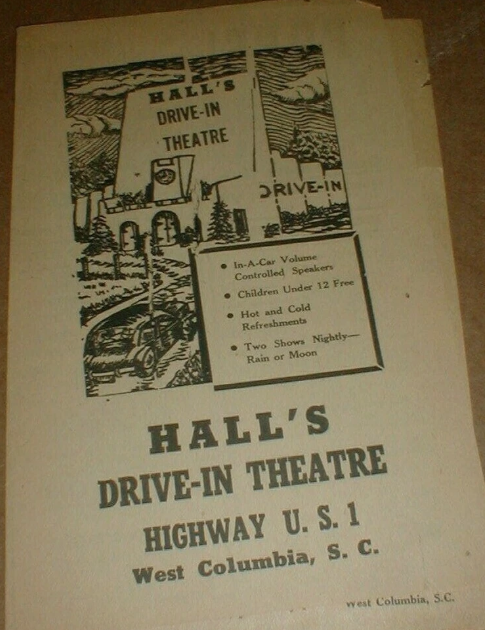 HALL'S
DRIVE-IN
THEATRE
DRIVE-IN
● In-A-Car Volume
Controlled Speakers
● Children Under 12 Free
● Hot and Cold
Refreshments
● Two Shows Nightly—
Rain or Moon
HALL'S
DRIVE-IN THEATRE
HIGHWAY U. S. 1
West Columbia, S. C.
West Columbia, S.C.